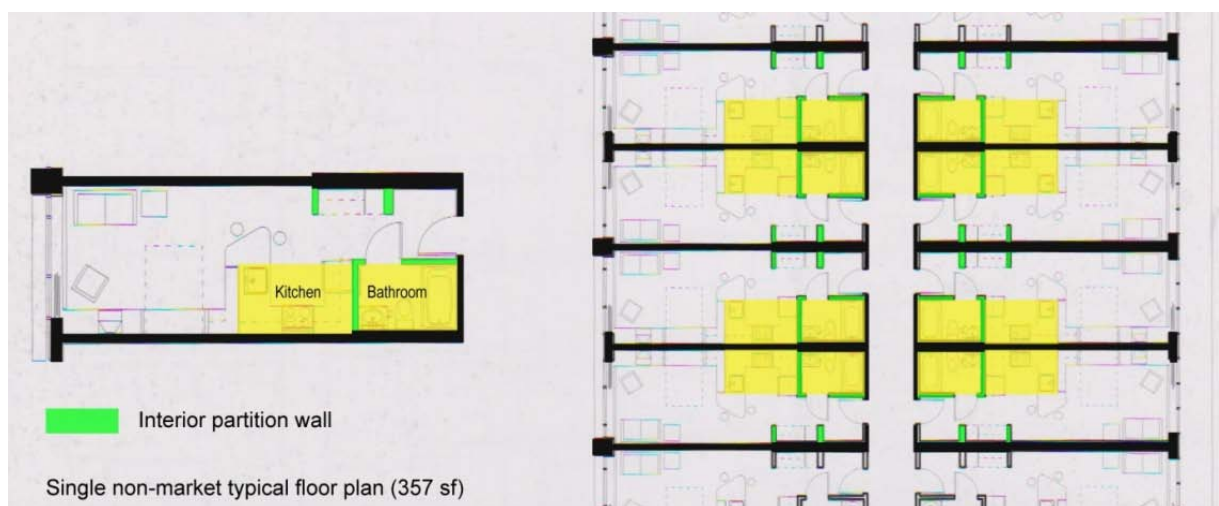 Kitchen
Bathroom
Interior partition wall
Single non-market typical floor plan (357 sf)